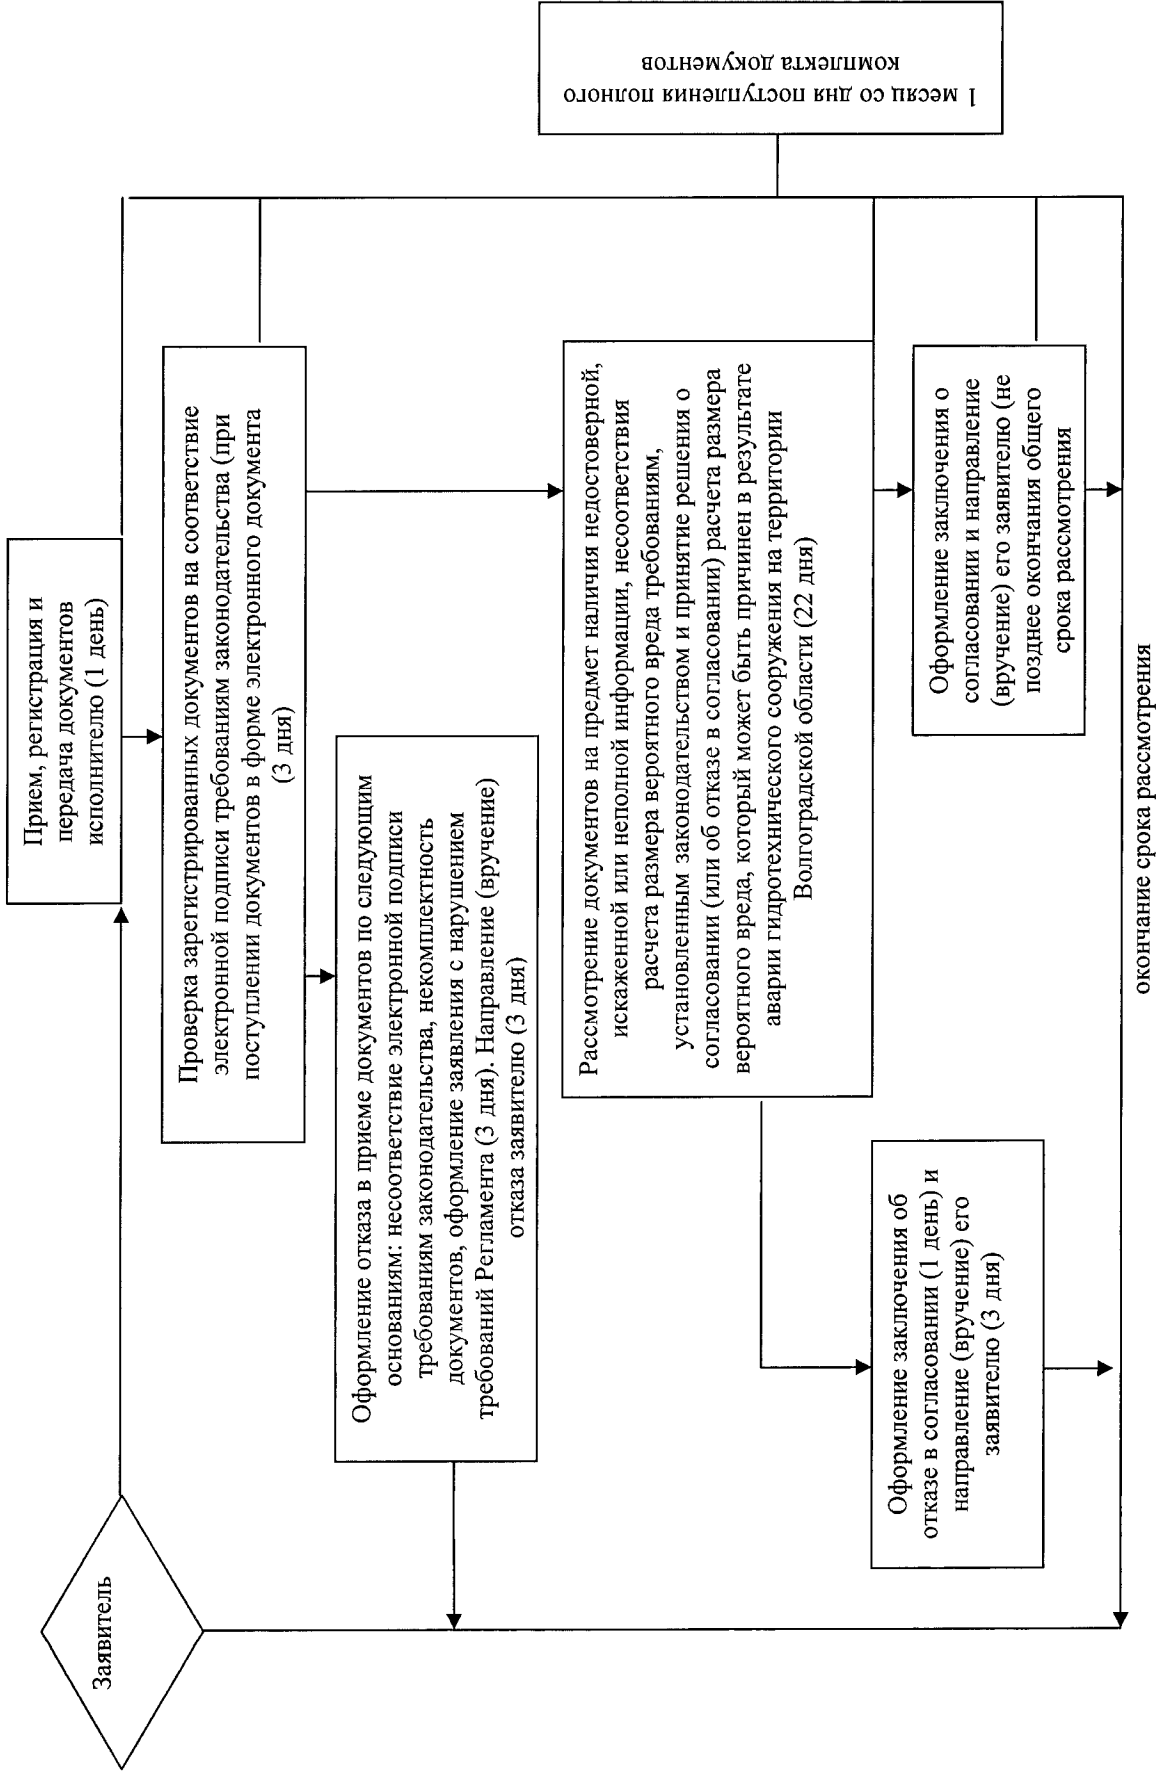 Заявитель
Прием, регистрация и
передача документов
исполнителю (1 день)
Проверка зарегистрированных документов на соответствие
электронной подписи требованиям законодательства (при
поступлении документов в форме электронного документа
(3 дня)
Оформление отказа в приеме документов по следующим
основаниям: несоответствие электронной подписи
требованиям законодательства, некомплектность
документов, оформление заявления с нарушением
требований Регламента (3 дня). Направление (вручение)
отказа заявителю (3 дня)
Рассмотрение документов на предмет наличия недостоверной,
искаженной или неполной информации, несоответствия
расчета размера вероятного вреда требованиям,
установленным законодательством и принятие решения о
согласовании (или об отказе в согласовании) расчета размера
вероятного вреда, который может быть причинен в результате
аварии гидротехнического сооружения на территории
Волгоградской области (22 дня)
Оформление заключения об
отказе в согласовании (1 день) и
направление (вручение) его
заявителю (3 дня)
Оформление заключения о
согласовании и направление
(вручение) его заявителю (не
позднее окончания общего
срока рассмотрения
1 месяц со дня поступления полного
комплекта документов
окончание срока рассмотрения